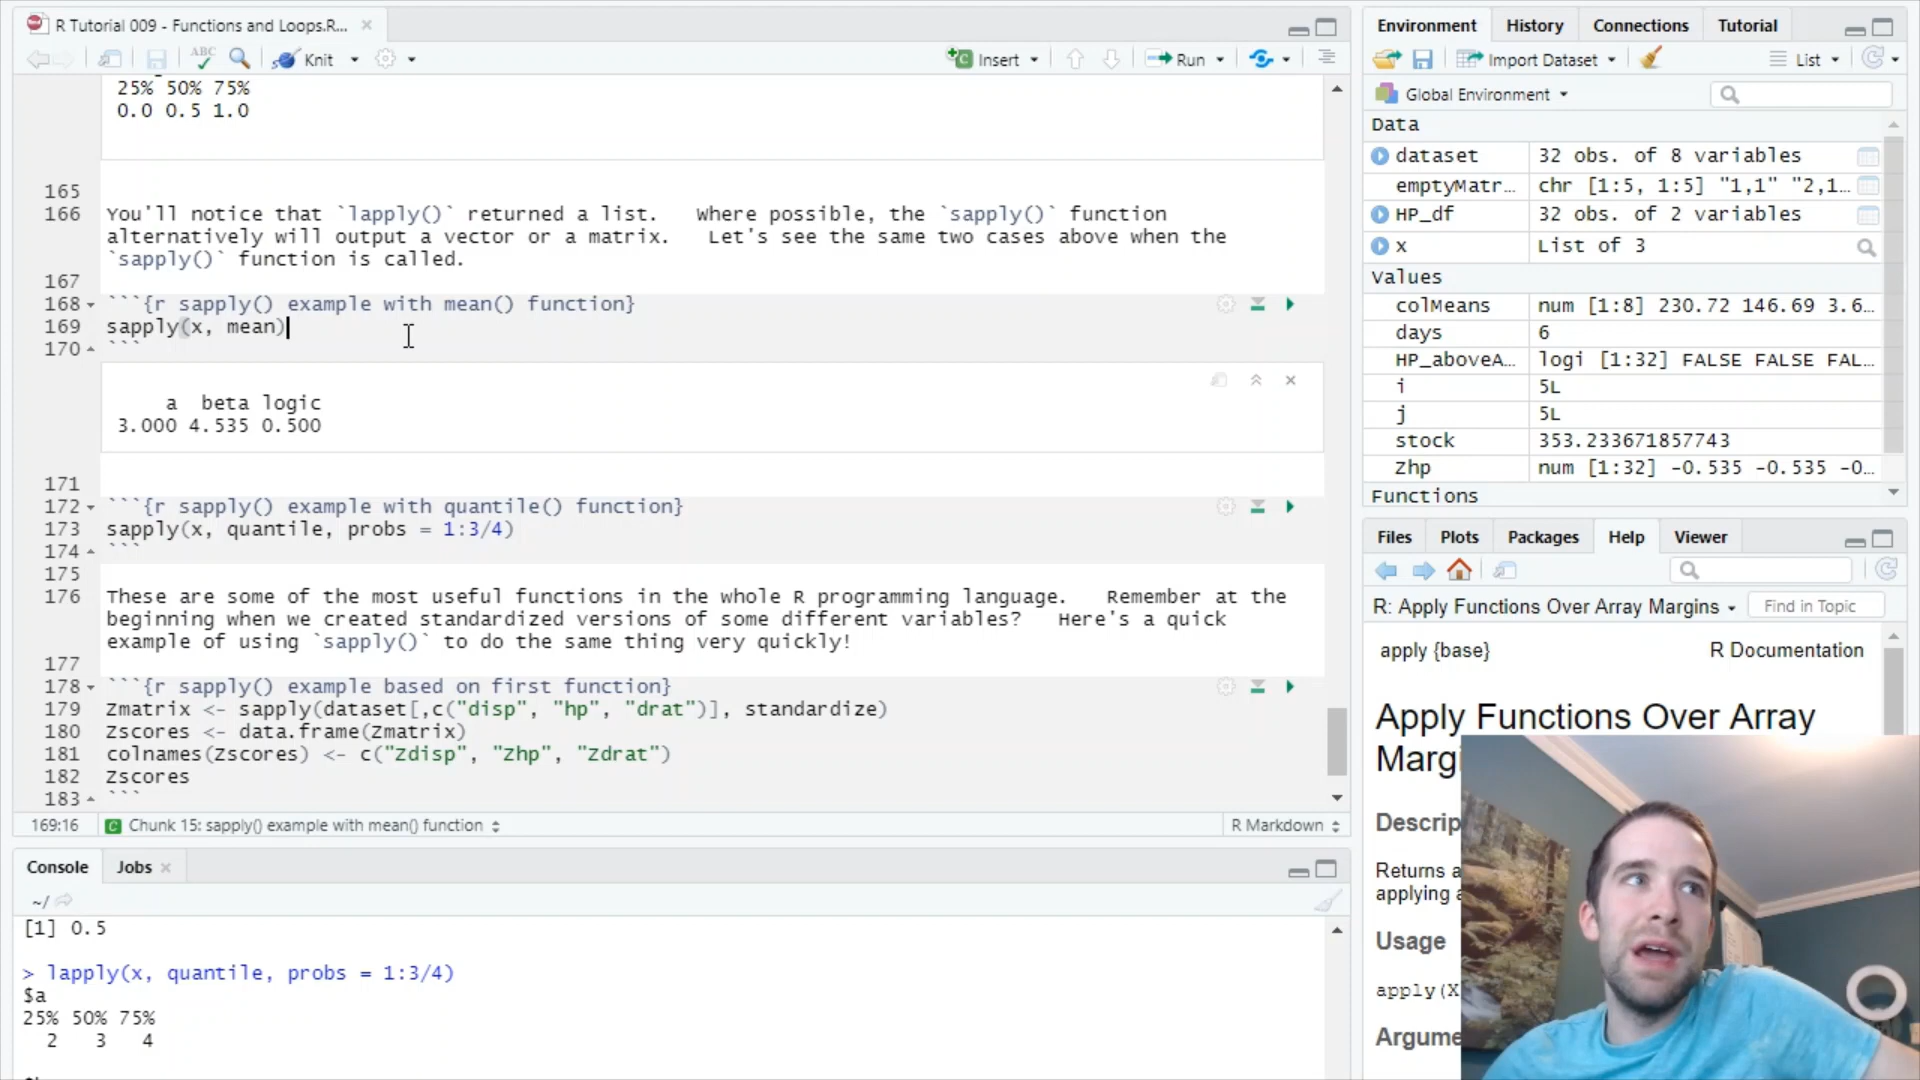 R Tutorial 009 - Functions and Loops.R...
ABC
Knit
Insert
Run
25% 50% 75%
0.0 0.5 1.0
165
166 You'll notice that `lapply()` returned a list. Where possible, the `sapply()` function
alternatively will output a vector or a matrix. Let's see the same two cases above when the
`sapply()` function is called.
167
168 ```{r sapply() example with mean() function}
169 sapply(x, mean)
170 ```
a beta logic
3.000 4.535 0.500
171
172 ```{r sapply() example with quantile() function}
173 sapply(x, quantile, probs = 1:3/4)
174 ```
175
176 These are some of the most useful functions in the whole R programming language. Remember at the
beginning when we created standardized versions of some different variables? Here's a quick
example of using `sapply()` to do the same thing very quickly!
177
178 ```{r sapply() example based on first function}
179 Zmatrix <- sapply(dataset[,c("disp", "hp", "drat")], standardize)
180 Zscores <- data.frame(Zmatrix)
181 colnames(Zscores) <- c("Zdisp", "Zhp", "Zdrat")
182 Zscores
183 ```
169:16 C Chunk 15: sapply() example with mean() function R Markdown
Console Jobs
~/
[1] 0.5
> lapply(x, quantile, probs = 1:3/4)
$a
25% 50% 75%
2 3 4
Environment History Connections Tutorial
Import Dataset List
Global Environment
Data
dataset 32 obs. of 8 variables
emptyMatr... chr [1:5, 1:5] "1,1" "2,1...
HP_df 32 obs. of 2 variables
x List of 3
Values
colMeans num [1:8] 230.72 146.69 3.6...
days 6
HP_aboveA... logi [1:32] FALSE FALSE FAL...
i 5L
j 5L
stock 353.233671857743
Zhp num [1:32] -0.535 -0.535 -0...
Functions
Files Plots Packages Help Viewer
R: Apply Functions Over Array Margins Find in Topic
apply {base} R Documentation
Apply Functions Over Array
Margi
Descrip
Returns a
applying a
Usage
apply(X
Argume